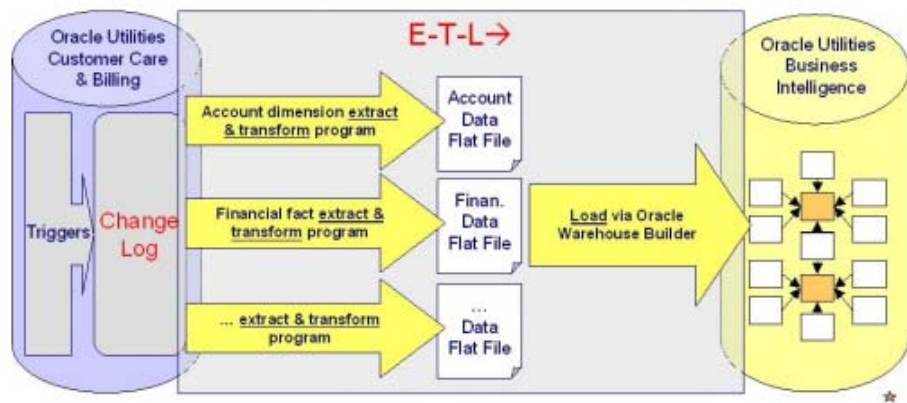 E-T-L→
Oracle Utilities
Customer Care
& Billing
Triggers
Change
Log
Account dimension extract
& transform program
Account
Data
Flat File
Financial fact extract &
transform program
Finan.
Data
Flat File
... extract & transform
program
...
Data
Flat File
Load via Oracle
Warehouse Builder
Oracle Utilities
Business
Intelligence